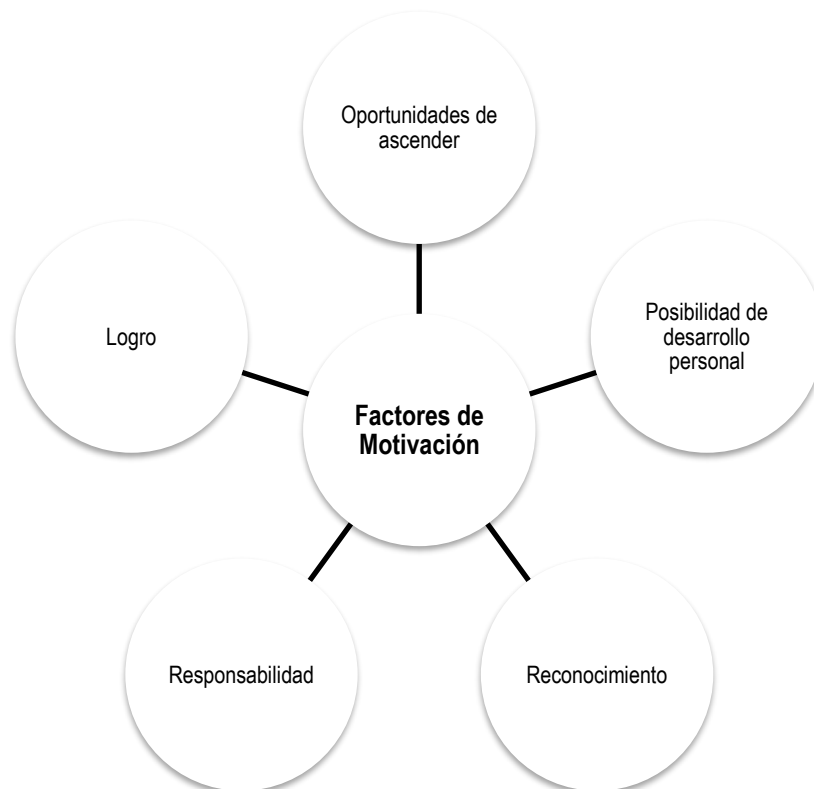 Oportunidades de
ascender
Logro
Posibilidad de
desarrollo
personal
Factores de
Motivación
Responsabilidad
Reconocimiento